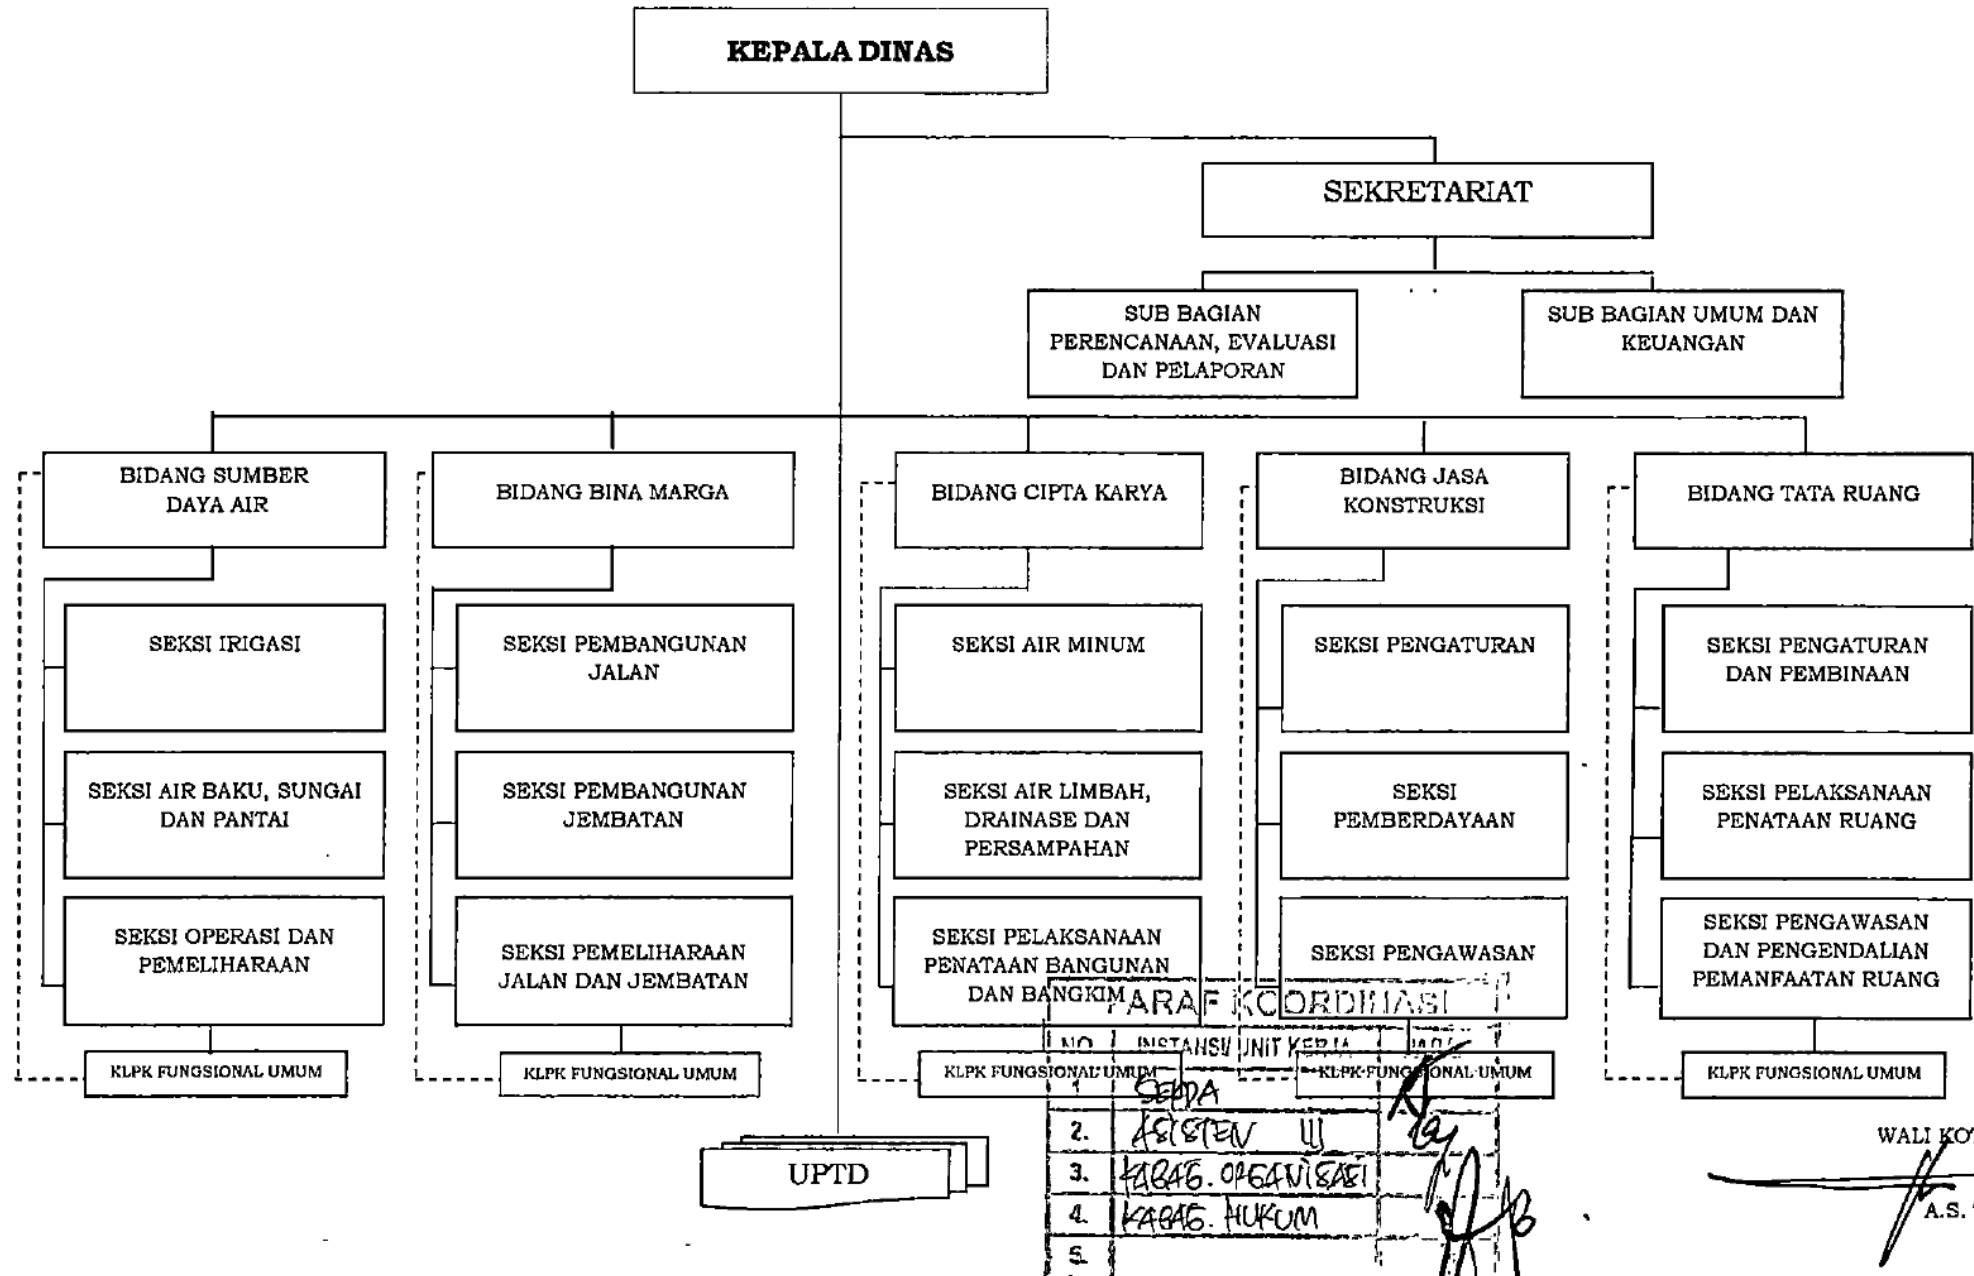 KEPALA DINAS
SEKRETARIAT
SUB BAGIAN
PERENCANAAN, EVALUASI
DAN PELAPORAN
SUB BAGIAN UMUM DAN
KEUANGAN
BIDANG SUMBER
DAYA AIR
BIDANG BINA MARGA
BIDANG CIPTA KARYA
BIDANG JASA
KONSTRUKSI
BIDANG TATA RUANG
SEKSI IRIGASI
SEKSI PEMBANGUNAN
JALAN
SEKSI AIR MINUM
SEKSI PENGATURAN
SEKSI PENGATURAN
DAN PEMBINAAN
SEKSI AIR BAKU, SUNGAI
DAN PANTAI
SEKSI PEMBANGUNAN
JEMBATAN
SEKSI AIR LIMBAH,
DRAINASE DAN
PERSAMPAHAN
SEKSI
PEMBERDAYAAN
SEKSI PELAKSANAAN
PENATAAN RUANG
SEKSI OPERASI DAN
PEMELIHARAAN
SEKSI PEMELIHARAAN
JALAN DAN JEMBATAN
SEKSI PELAKSANAAN
PENATAAN BANGUNAN
DAN BANGKIM
SEKSI PENGAWASAN
SEKSI PENGAWASAN
DAN PENGENDALIAN
PEMANFAATAN RUANG
KLPK FUNGSIONAL UMUM
KLPK FUNGSIONAL UMUM
KLPK FUNGSIONAL UMUM
KLPK FUNGSIONAL UMUM
KLPK FUNGSIONAL UMUM
UPTD
PARAF KOORDINASI
NO INSTANSI/UNIT KERJA
SEKDA
2. ASISTEN III
3. KABAG. ORGANISASI
4. KABAG. HUKUM
5.
WALI
A.S.